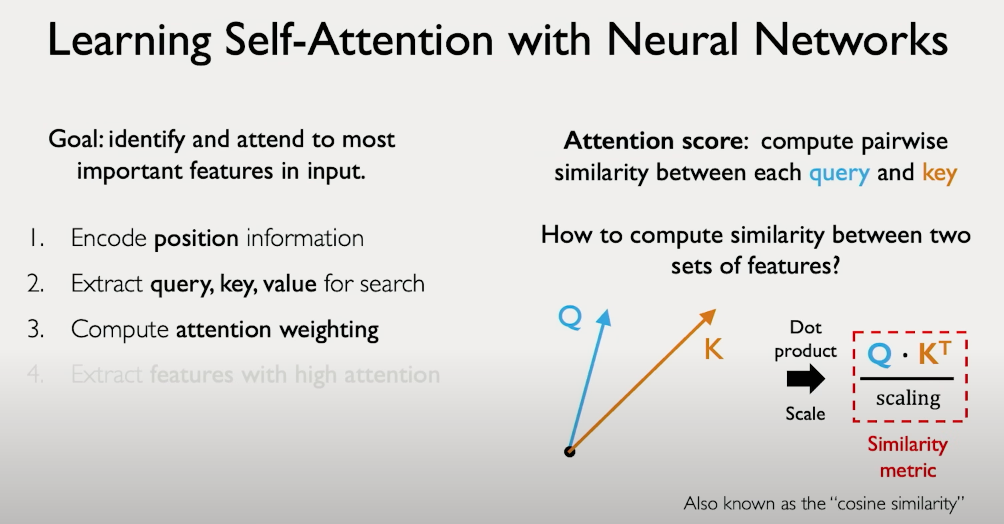 Learning Self-Attention with Neural Networks
Goal: identify and attend to most
important features in input.
1. Encode position information
2. Extract query, key, value for search
3. Compute attention weighting
4. Extract features with high attention
Attention score: compute pairwise
similarity between each query and key
How to compute similarity between two
sets of features?
Q
K
Dot
product
Scale
Q · Kᵀ
scaling
Similarity
metric
Also known as the “cosine similarity”